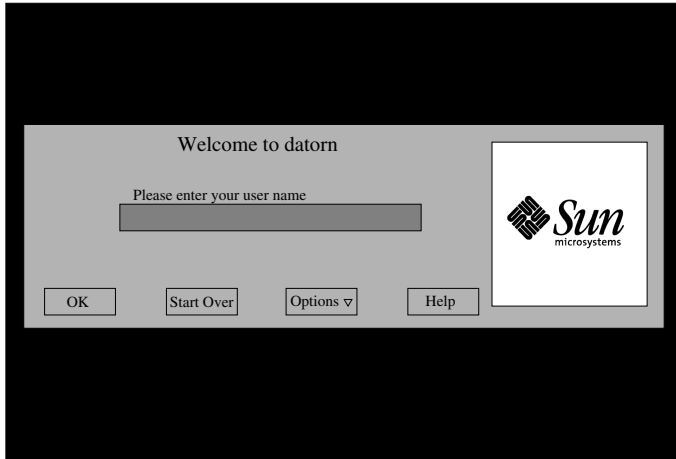 Welcome to datorn
Please enter your user name
OK
Start Over
Options
Help
Sun
microsystems